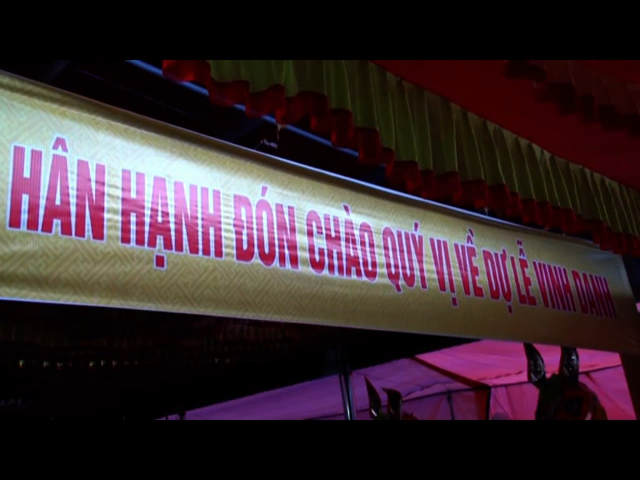 HÂN HẠNH ĐÓN CHÀO QUÝ VỊ VỀ DỰ LỄ VINH DANH